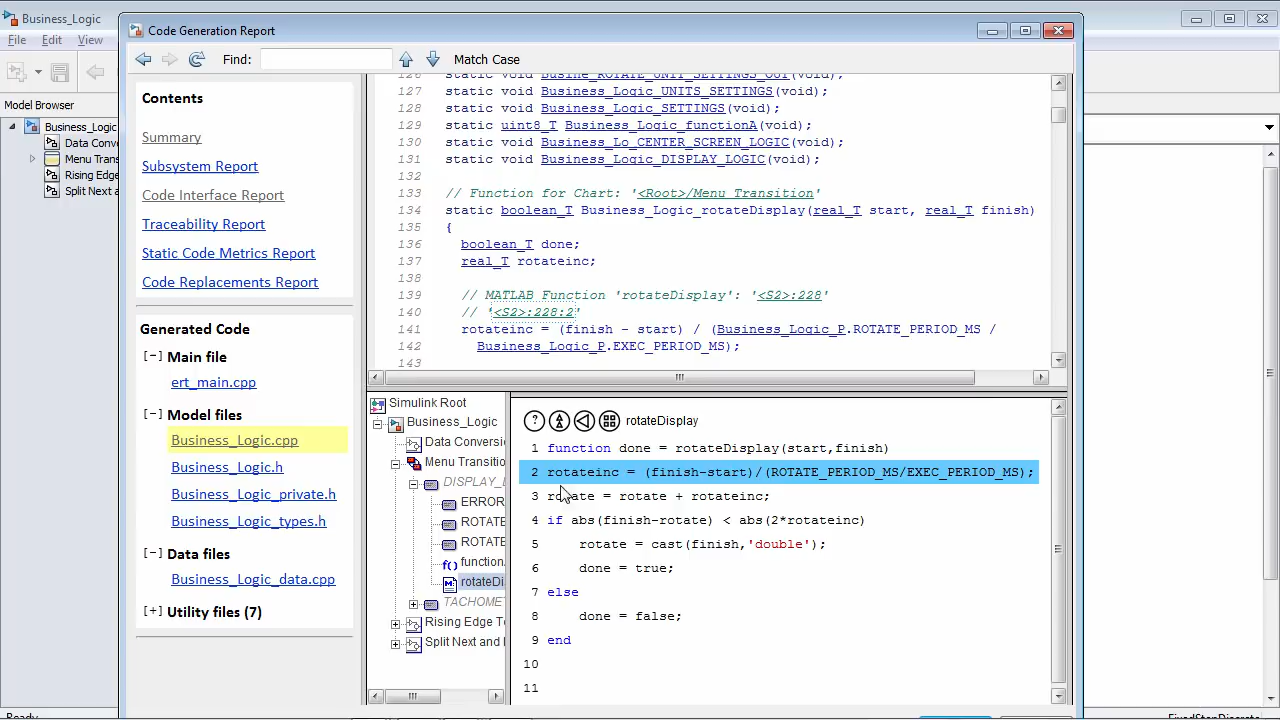 Business_Logic
File Edit View
Model Browser
Business_Logic
Data Conve
Menu Trans
Rising Edge
Split Next a
Ready
FixedStepDiscrete
Code Generation Report
Find:
Match Case
Contents
Summary
Subsystem Report
Code Interface Report
Traceability Report
Static Code Metrics Report
Code Replacements Report
Generated Code
[-] Main file
ert_main.cpp
[-] Model files
Business_Logic.cpp
Business_Logic.h
Business_Logic_private.h
Business_Logic_types.h
[-] Data files
Business_Logic_data.cpp
[+] Utility files (7)
126 static void Busine_ROTATE_UNIT_SETTINGS_OUT(void);
127 static void Business_Logic_UNITS_SETTINGS(void);
128 static void Business_Logic_SETTINGS(void);
129 static uint8_T Business_Logic_functionA(void);
130 static void Business_Lo_CENTER_SCREEN_LOGIC(void);
131 static void Business_Logic_DISPLAY_LOGIC(void);
132
133 // Function for Chart: '<Root>/Menu Transition'
134 static boolean_T Business_Logic_rotateDisplay(real_T start, real_T finish)
135 {
136 boolean_T done;
137 real_T rotateinc;
138
139 // MATLAB Function 'rotateDisplay': '<S2>:228'
140 // '<S2>:228:2'
141 rotateinc = (finish - start) / (Business_Logic_P.ROTATE_PERIOD_MS /
142 Business_Logic_P.EXEC_PERIOD_MS);
143
Simulink Root
Business_Logic
Data Conversi
Menu Transitio
DISPLAY_L
ERROR
ROTATE
ROTATE
f() function
rotateDi
TACHOMET
Rising Edge T
Split Next and
? rotateDisplay
1 function done = rotateDisplay(start,finish)
2 rotateinc = (finish-start)/(ROTATE_PERIOD_MS/EXEC_PERIOD_MS);
3 rotate = rotate + rotateinc;
4 if abs(finish-rotate) < abs(2*rotateinc)
5 rotate = cast(finish,'double');
6 done = true;
7 else
8 done = false;
9 end
10
11